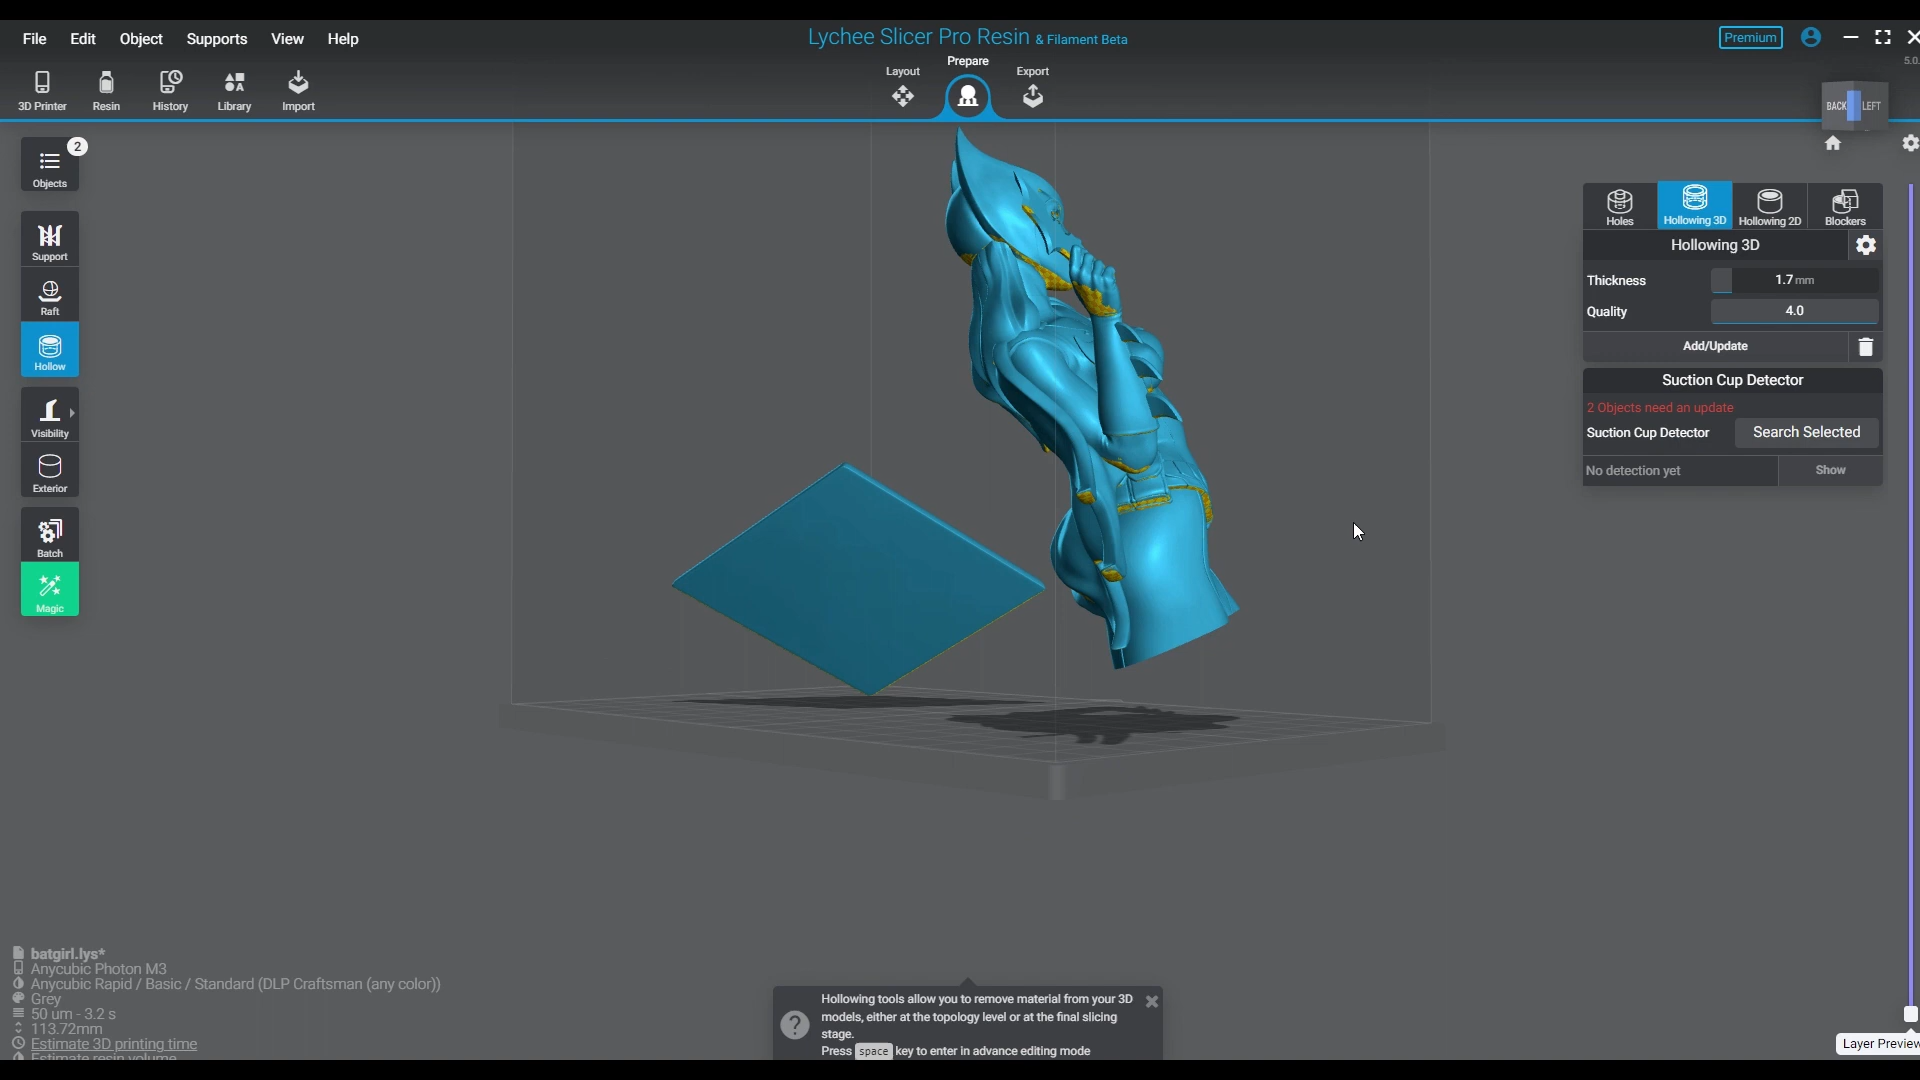 File Edit Object Supports View Help
Lychee Slicer Pro Resin & Filament Beta
Premium
5.0.
3D Printer Resin History Library Import
Layout Prepare Export
BACK LEFT
2
Objects
Support
Raft
Hollow
Visibility
Exterior
Batch
Magic
Holes Hollowing 3D Hollowing 2D Blockers
Hollowing 3D
Thickness 1.7 mm
Quality 4.0
Add/Update
Suction Cup Detector
2 Objects need an update
Suction Cup Detector Search Selected
No detection yet Show
batgirl.lys*
Anycubic Photon M3
Anycubic Rapid / Basic / Standard (DLP Craftsman (any color))
Grey
50 um - 3.2 s
113.72mm
Estimate 3D printing time
Estimate resin volume
Hollowing tools allow you to remove material from your 3D
models, either at the topology level or at the final slicing
stage.
Press space key to enter in advance editing mode
Layer Preview